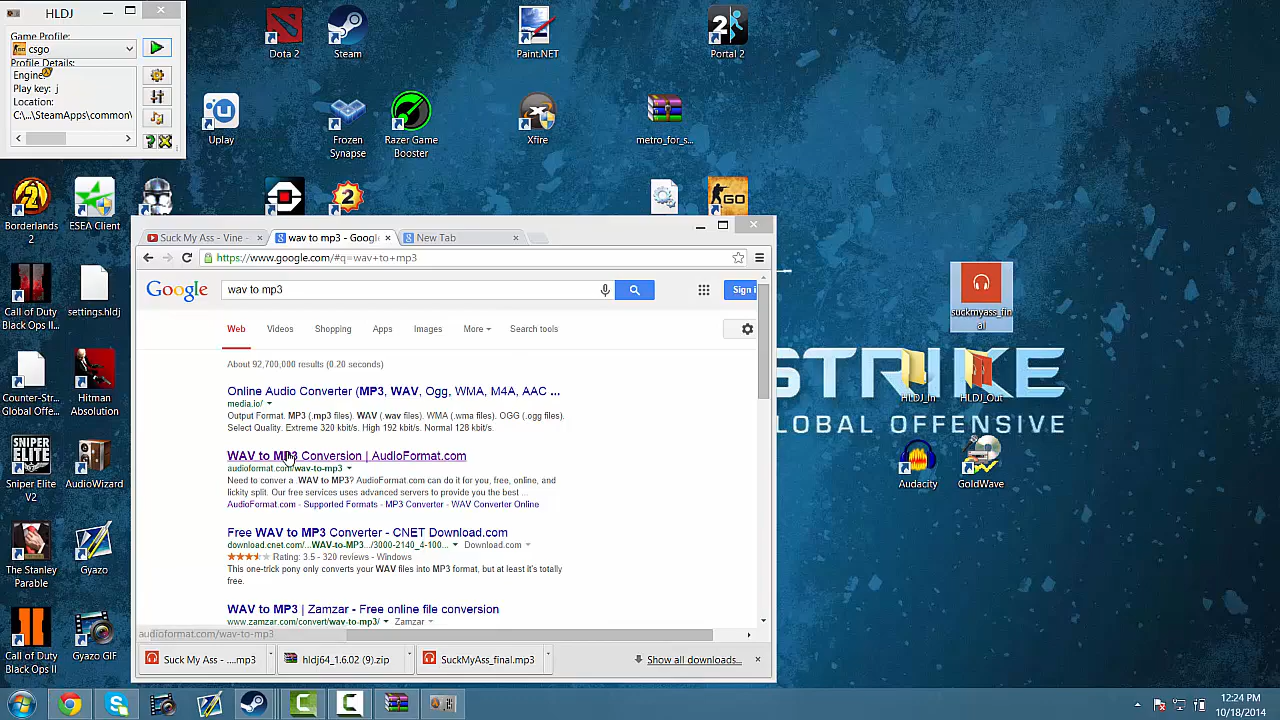 HLDJ
Game Profile:
csgo
Profile Details:
Engine
Play key: j
Location:
C:\...\SteamApps\common\
Dota 2
Steam
Paint.NET
Portal 2
Uplay
Frozen
Synapse
Razer Game
Booster
Xfire
metro_for_s...
Borderlands
2
ESEA Client
GO
Suck My Ass - Vine -
wav to mp3 - Google
New Tab
https://www.google.com/#q=wav+to+mp3
Google
wav to mp3
Sign i
Web
Videos
Shopping
Apps
Images
More
Search tools
About 92,700,000 results (0.20 seconds)
Online Audio Converter (MP3, WAV, Ogg, WMA, M4A, AAC ...
media.io/
Output Format. MP3 (.mp3 files). WAV (.wav files). WMA (.wma files). OGG (.ogg files).
Select Quality. Extreme 320 kbit/s. High 192 kbit/s. Normal 128 kbit/s.
WAV to MP3 Conversion | AudioFormat.com
audioformat.com/wav-to-mp3
Need to conver a .WAV to MP3? AudioFormat.com can do it for you, free, online, and
lickity split. Our free services uses advanced servers to provide you the best ...
AudioFormat.com - Supported Formats - MP3 Converter - WAV Converter Online
Free WAV to MP3 Converter - CNET Download.com
download.cnet.com/...WAV-to-MP3.../3000-2140_4-100...
Download.com
Rating: 3.5 - 320 reviews - Windows
This one-trick pony only converts your WAV files into MP3 format, but at least it's totally
free.
WAV to MP3 | Zamzar - Free online file conversion
www.zamzar.com/convert/wav-to-mp3/
Zamzar
audioformat.com/wav-to-mp3
Suck My Ass - ....mp3
hldj64_1.6.02 (9).zip
SuckMyAss_final.mp3
Show all downloads...
Call of Duty
Black Ops II...
settings.hldj
Counter-Str...
Global Offe...
Hitman
Absolution
Sniper Elite
V2
AudioWizard
The Stanley
Parable
Gyazo
Call of Duty
Black Ops II
Gyazo GIF
suckmyass_fin
al
STRIKE
GLOBAL OFFENSIVE
HLDJ_In
HLDJ_Out
Audacity
GoldWave
12:24 PM
10/18/2014